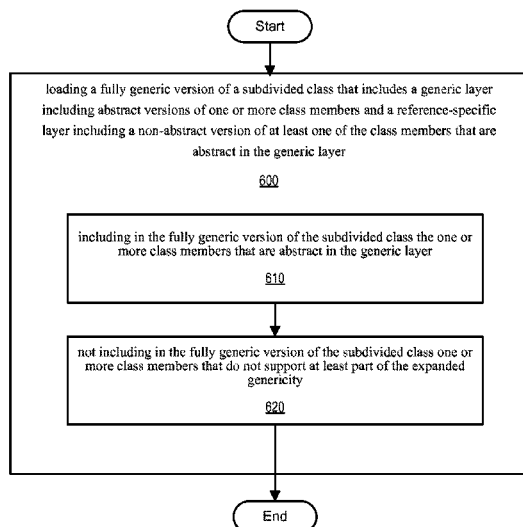 Start
loading a fully generic version of a subdivided class that includes a generic layer
including abstract versions of one or more class members and a reference-specific
layer including a non-abstract version of at least one of the class members that are
abstract in the generic layer
600
including in the fully generic version of the subdivided class the one or
more class members that are abstract in the generic layer
610
not including in the fully generic version of the subdivided class one or
more class members that do not support at least part of the expanded
genericity
620
End